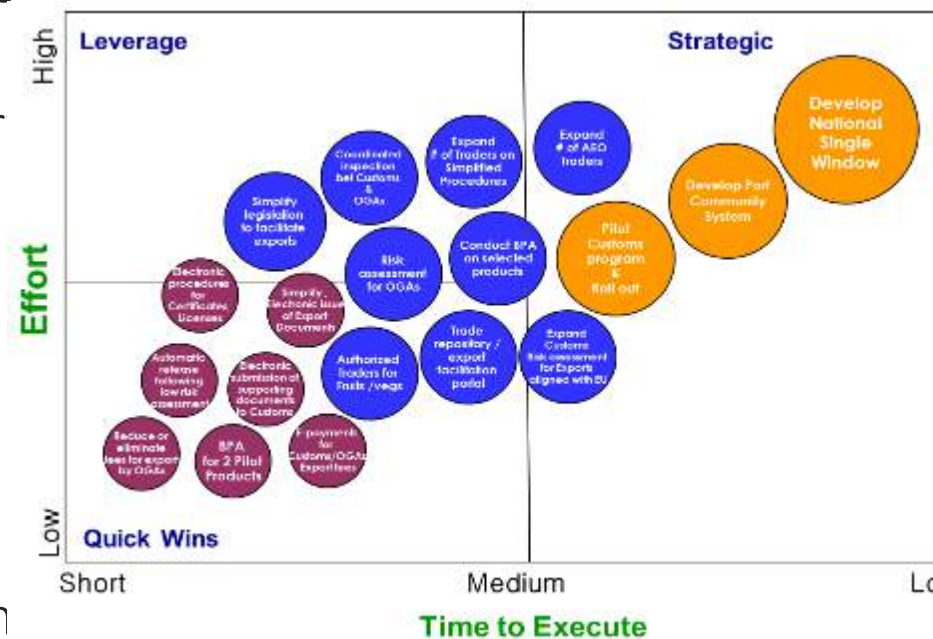 Leverage
Strategic
High
Effort
Low
Develop
National
Single
Window
Expand
# of AEO
Traders
Expand
# of Traders on
Simplified
Procedures
Coordinated
inspection
bet Customs
&
OGAs
Develop Port
Community
System
Simplify
legislation
to facilitate
exports
Pilot
Customs
program
&
Roll out
Conduct BPA
on selected
products
Risk
assessment
for OGAs
Electronic
procedures
for
Certificates
Licenses
Simplify,
Electronic issue
of Export
Documents
Trade
repository /
export
facilitation
portal
Expand
Customs
Risk assessment
for Exports
aligned with EU
Authorized
Traders for
Fruits /vegs
Automatic
release
following
low risk
assessment
Electronic
submission of
supporting
documents
to Customs
Reduce or
eliminate
fees for export
by OGAs
BPA
for 2 Pilot
Products
E-payments
for
Customs/OGAs
Export fees
Quick Wins
Short
Medium
Time to Execute